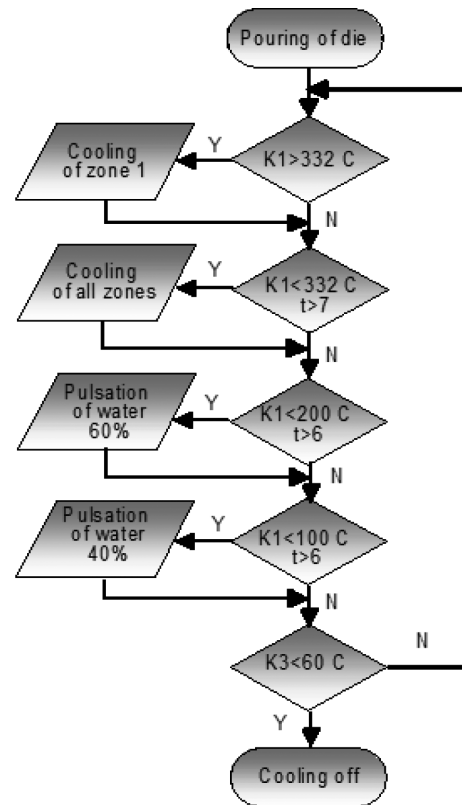 Pouring of die
K1>332 C
Y
Cooling
of zone 1
N
K1<332 C
t>7
Y
Cooling
of all zones
N
K1<200 C
t>6
Y
Pulsation
of water
60%
N
K1<100 C
t>6
Y
Pulsation
of water
40%
N
K3<60 C
N
Y
Cooling off